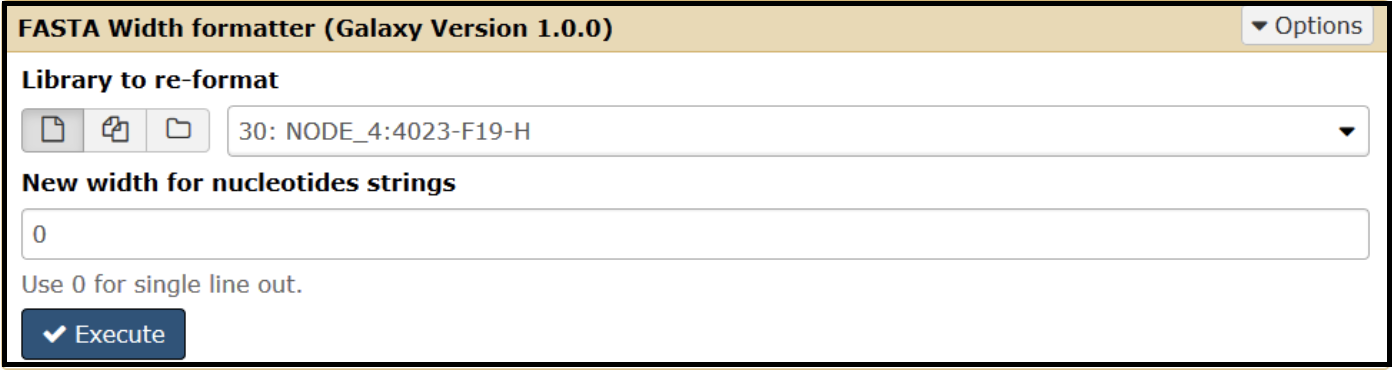 FASTA Width formatter (Galaxy Version 1.0.0)
Options
Library to re-format
30: NODE_4:4023-F19-H
New width for nucleotides strings
0
Use 0 for single line out.
Execute